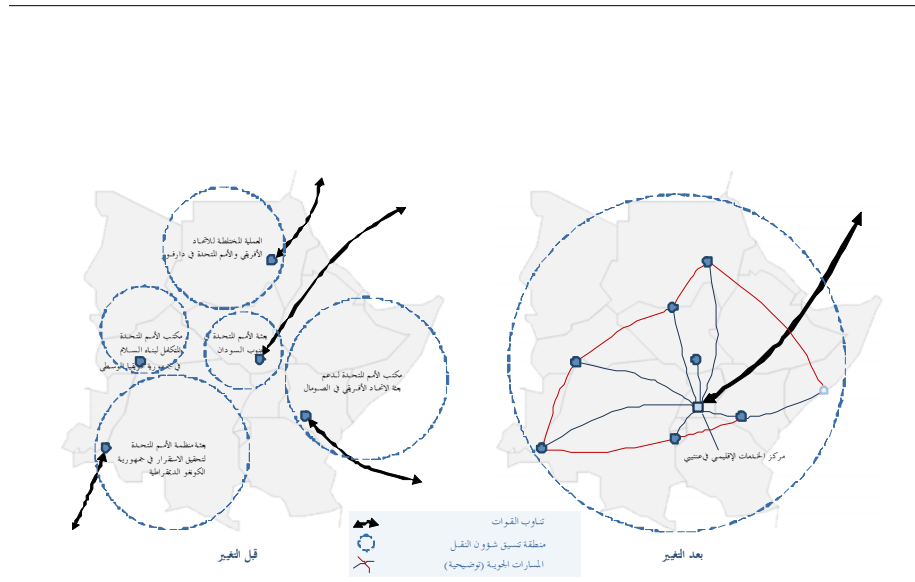 العملية المختلطة للاتحاد
الأفريقي والأمم المتحدة في دارفور
مكتب الأمم المتحدة
المتكامل لبناء السلام
في جمهورية أفريقيا الوسطى
بعثة الأمم المتحدة
جنوب السودان
مكتب الأمم المتحدة لدعم
بعثة الاتحاد الأفريقي في الصومال
بعثة منظمة الأمم المتحدة
لتحقيق الاستقرار في جمهورية
الكونغو الديمقراطية
مركز الخدمات الإقليمي في عنتيبي
تناوب القوات
منطقة تنسيق شؤون النقل
المسارات الجوية (توضيحية)
قبل التغيير
بعد التغيير